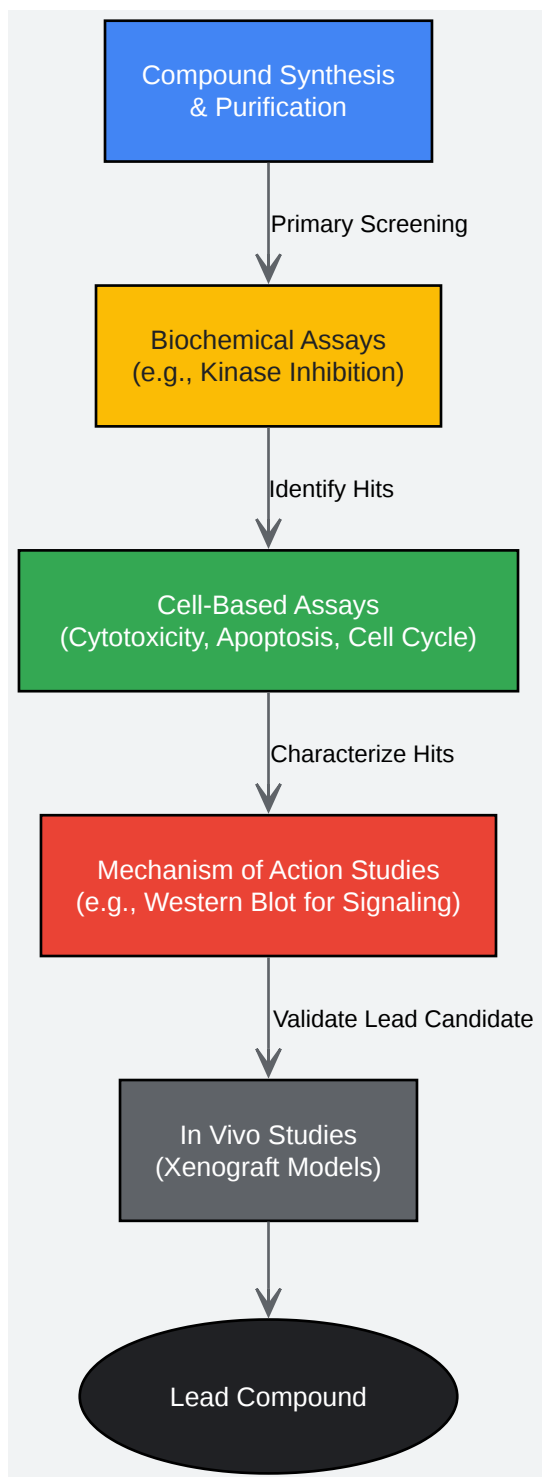 Compound Synthesis
& Purification
Primary Screening
Biochemical Assays
(e.g., Kinase Inhibition)
Identify Hits
Cell-Based Assays
(Cytotoxicity, Apoptosis, Cell Cycle)
Characterize Hits
Mechanism of Action Studies
(e.g., Western Blot for Signaling)
Validate Lead Candidate
In Vivo Studies
(Xenograft Models)
Lead Compound